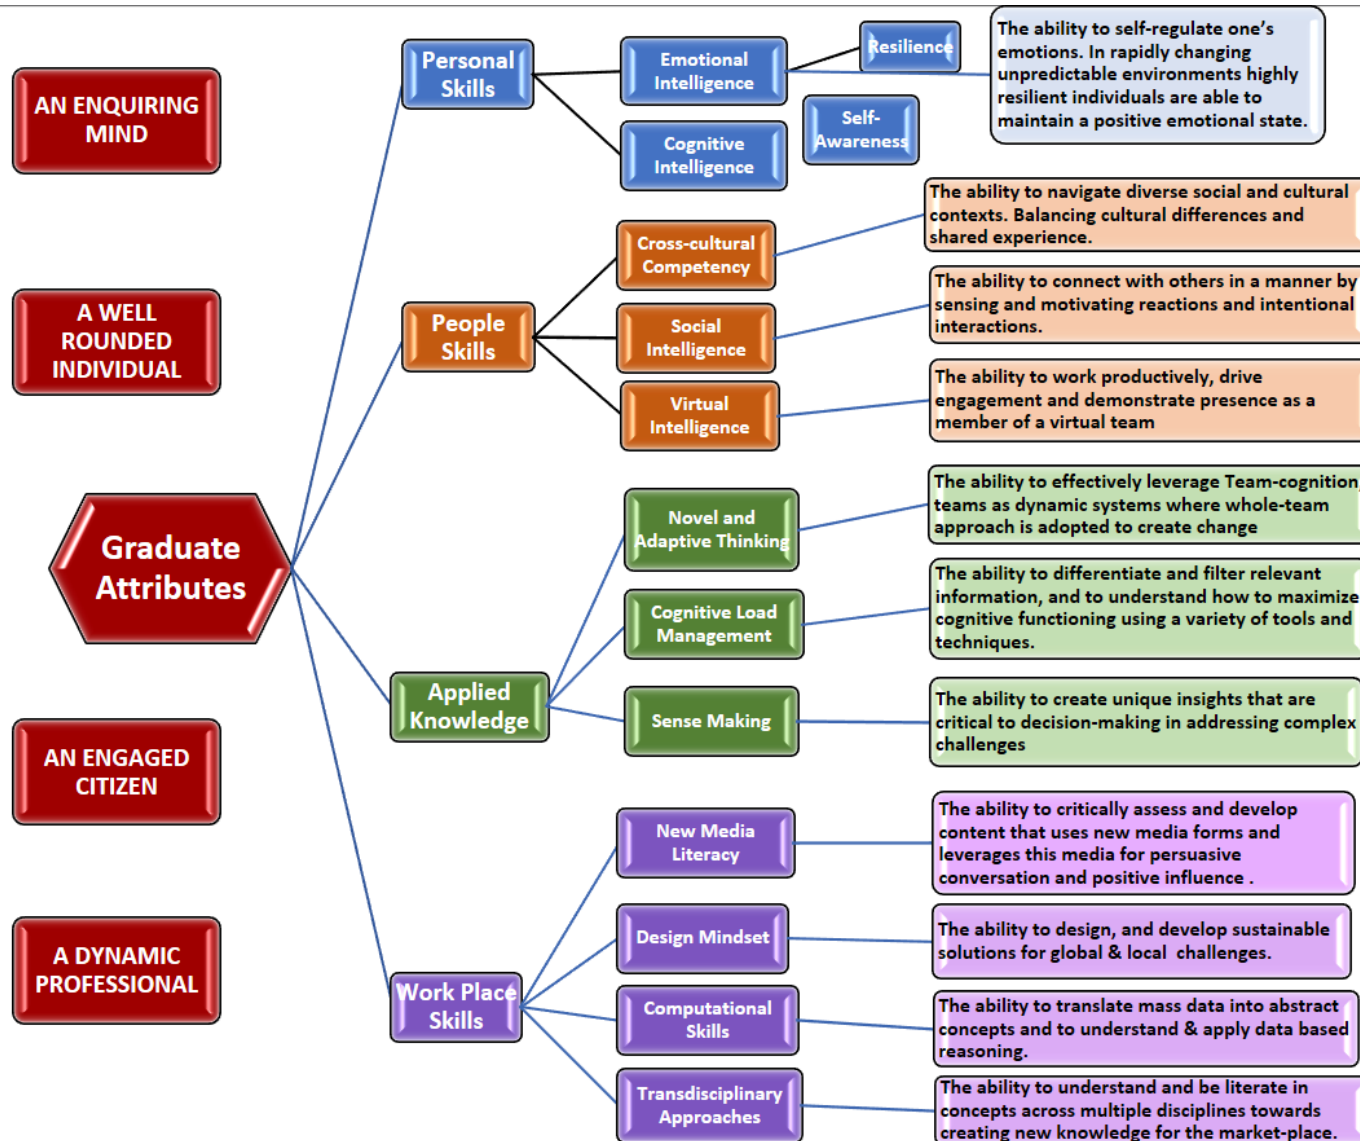 AN ENQUIRING
MIND
A WELL
ROUNDED
INDIVIDUAL
Graduate
Attributes
AN ENGAGED
CITIZEN
A DYNAMIC
PROFESSIONAL
Personal
Skills
Emotional
Intelligence
Resilience
The ability to self-regulate one’s
emotions. In rapidly changing
unpredictable environments highly
resilient individuals are able to
maintain a positive emotional state.
Cognitive
Intelligence
Self-
Awareness
People
Skills
Cross-cultural
Competency
The ability to navigate diverse social and cultural
contexts. Balancing cultural differences and
shared experience.
Social
Intelligence
The ability to connect with others in a manner by
sensing and motivating reactions and intentional
interactions.
Virtual
Intelligence
The ability to work productively, drive
engagement and demonstrate presence as a
member of a virtual team
Applied
Knowledge
Novel and
Adaptive Thinking
The ability to effectively leverage Team-cognition,
teams as dynamic systems where whole-team
approach is adopted to create change
Cognitive Load
Management
The ability to differentiate and filter relevant
information, and to understand how to maximize
cognitive functioning using a variety of tools and
techniques.
Sense Making
The ability to create unique insights that are
critical to decision-making in addressing complex
challenges
Work Place
Skills
New Media
Literacy
The ability to critically assess and develop
content that uses new media forms and
leverages this media for persuasive
conversation and positive influence .
Design Mindset
The ability to design, and develop sustainable
solutions for global & local challenges.
Computational
Skills
The ability to translate mass data into abstract
concepts and to understand & apply data based
reasoning.
Transdisciplinary
Approaches
The ability to understand and be literate in
concepts across multiple disciplines towards
creating new knowledge for the market-place.